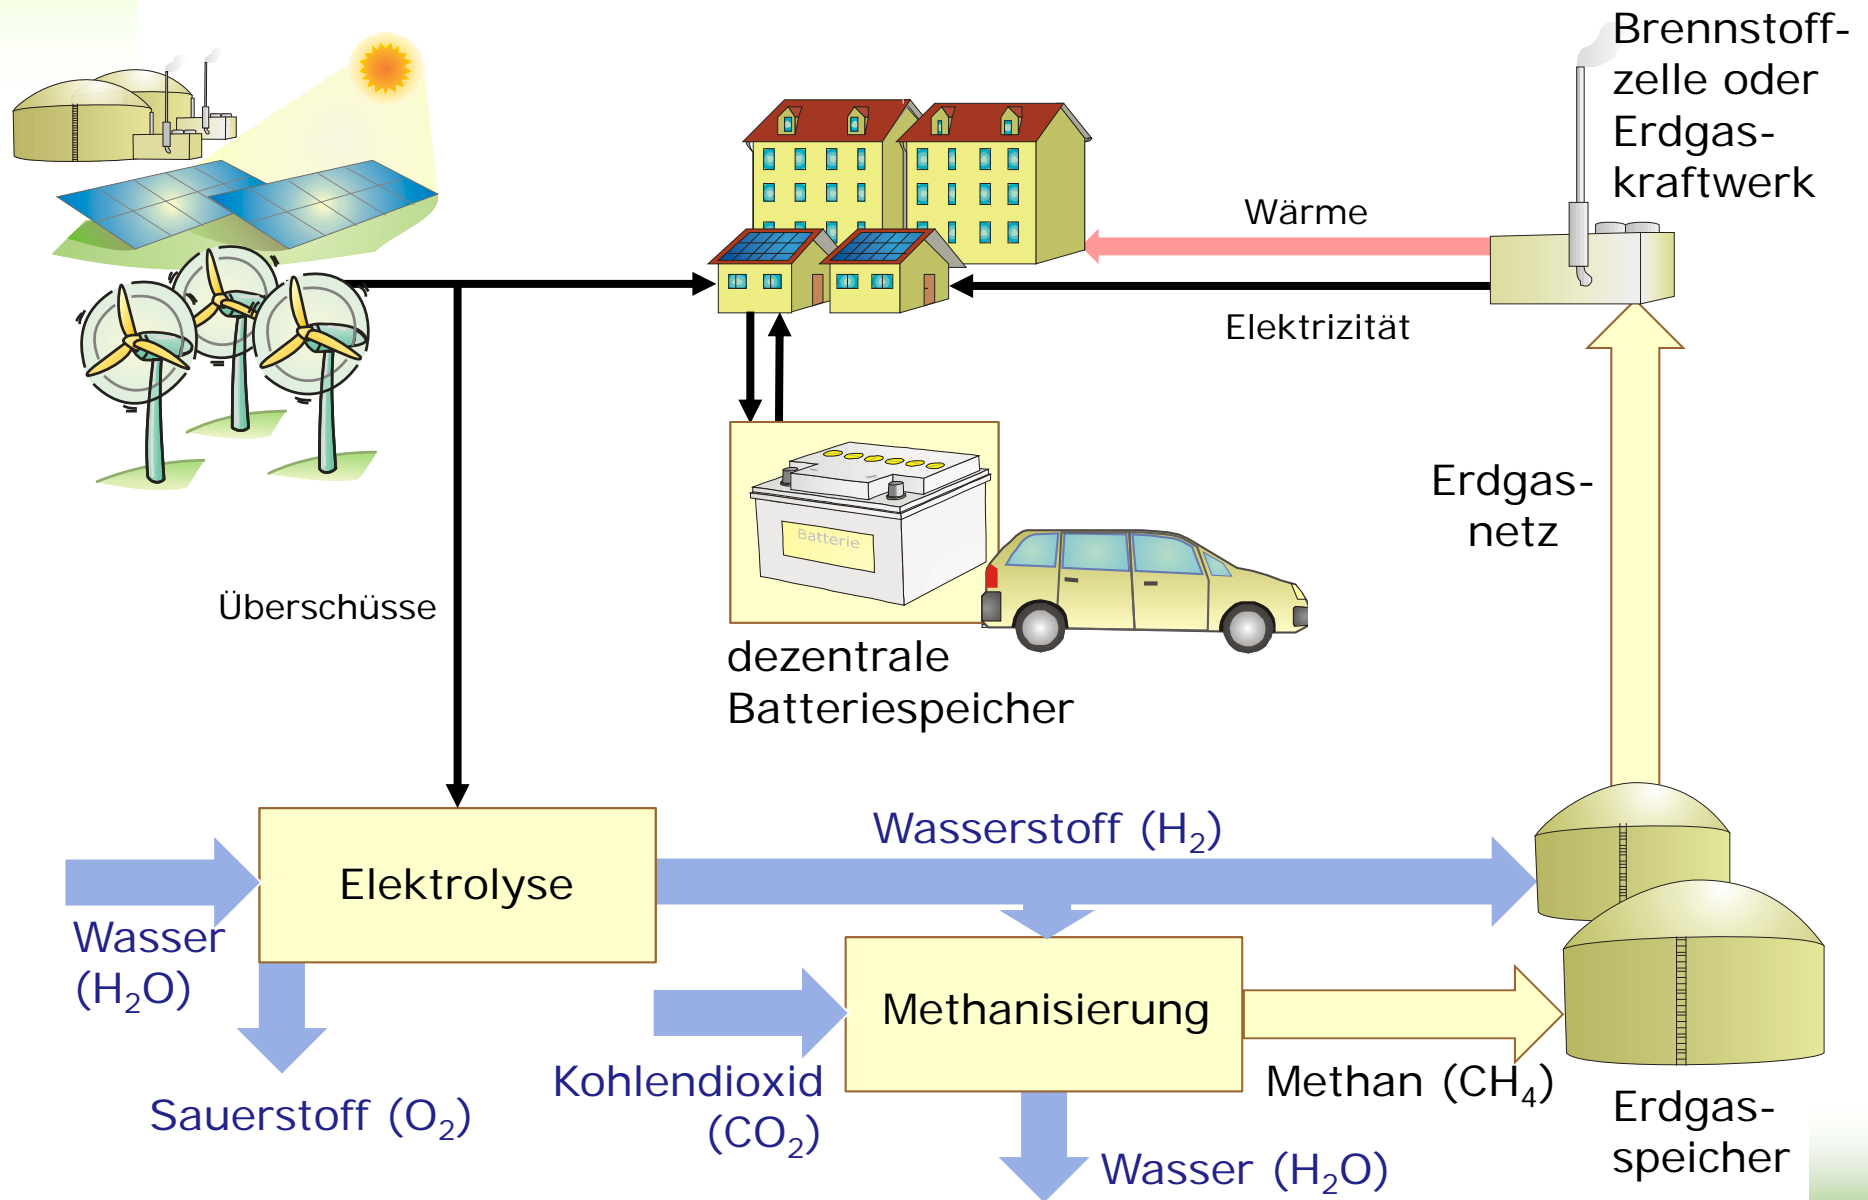 Brennstoff-
zelle oder
Erdgas-
kraftwerk
Wärme
Elektrizität
Erdgas-
netz
Batterie
Überschüsse
dezentrale
Batteriespeicher
Wasserstoff (H₂)
Elektrolyse
Wasser
(H₂O)
Methanisierung
Kohlendioxid
(CO₂)
Methan (CH₄)
Sauerstoff (O₂)
Erdgas-
speicher
Wasser (H₂O)